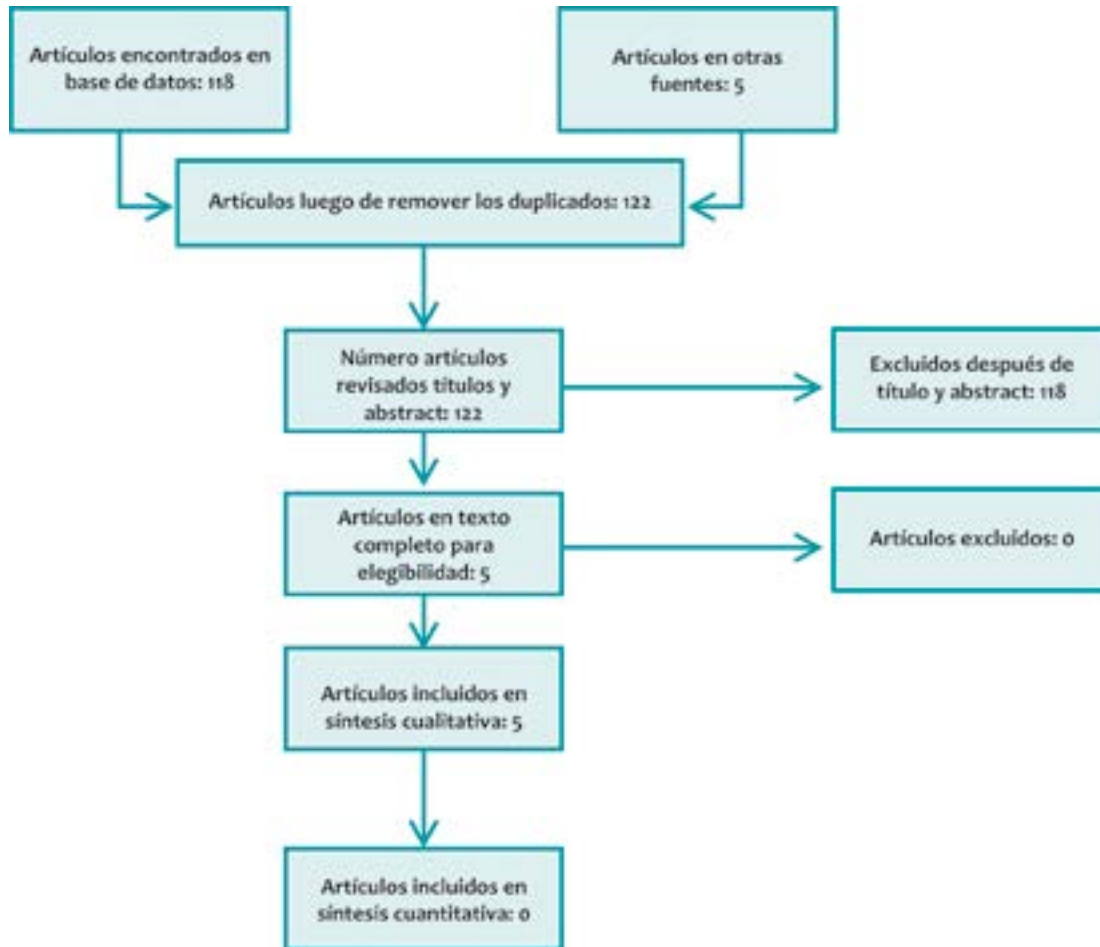 Artículos encontrados en
base de datos: 118
Artículos en otras
fuentes: 5
Artículos luego de remover los duplicados: 122
Número artículos
revisados títulos y
abstract: 122
Excluidos después de
título y abstract: 118
Artículos en texto
completo para
elegibilidad: 5
Artículos excluidos: 0
Artículos incluidos en
síntesis cualitativa: 5
Artículos incluidos en
síntesis cuantitativa: 0